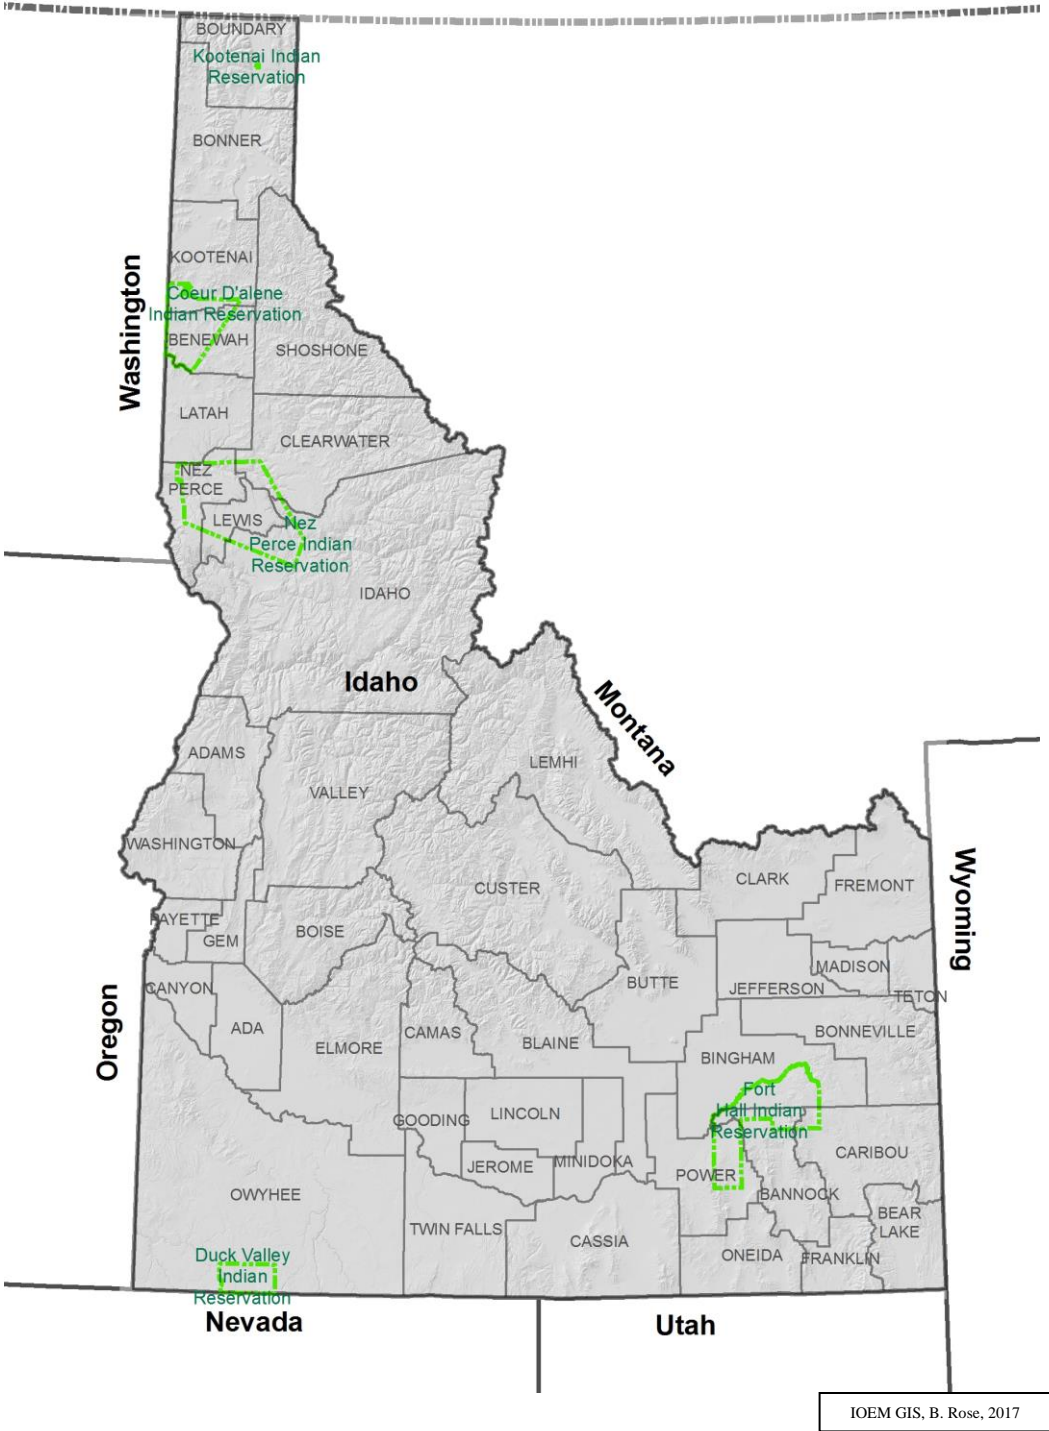 BOUNDARY
Kootenai Indian
Reservation
BONNER
KOOTENAI
Coeur D'alene
Indian Reservation
BENEWAH
SHOSHONE
Washington
LATAH
CLEARWATER
NEZ
PERCE
LEWIS
Nez
Perce Indian
Reservation
IDAHO
Idaho
Montana
ADAMS
LEMHI
VALLEY
WASHINGTON
CUSTER
CLARK
FREMONT
Wyoming
PAYETTE
GEM
BOISE
MADISON
BUTTE
JEFFERSON
TETON
CANYON
ADA
Oregon
CAMAS
ELMORE
BLAINE
BONNEVILLE
BINGHAM
Fort
Hall Indian
Reservation
GOODING
LINCOLN
JEROME
MINIDOKA
POWER
CARIBOU
BANNOCK
OWYHEE
BEAR
LAKE
TWIN FALLS
CASSIA
ONEIDA
FRANKLIN
Duck Valley
Indian
Reservation
Nevada
Utah
IOEM GIS, B. Rose, 2017